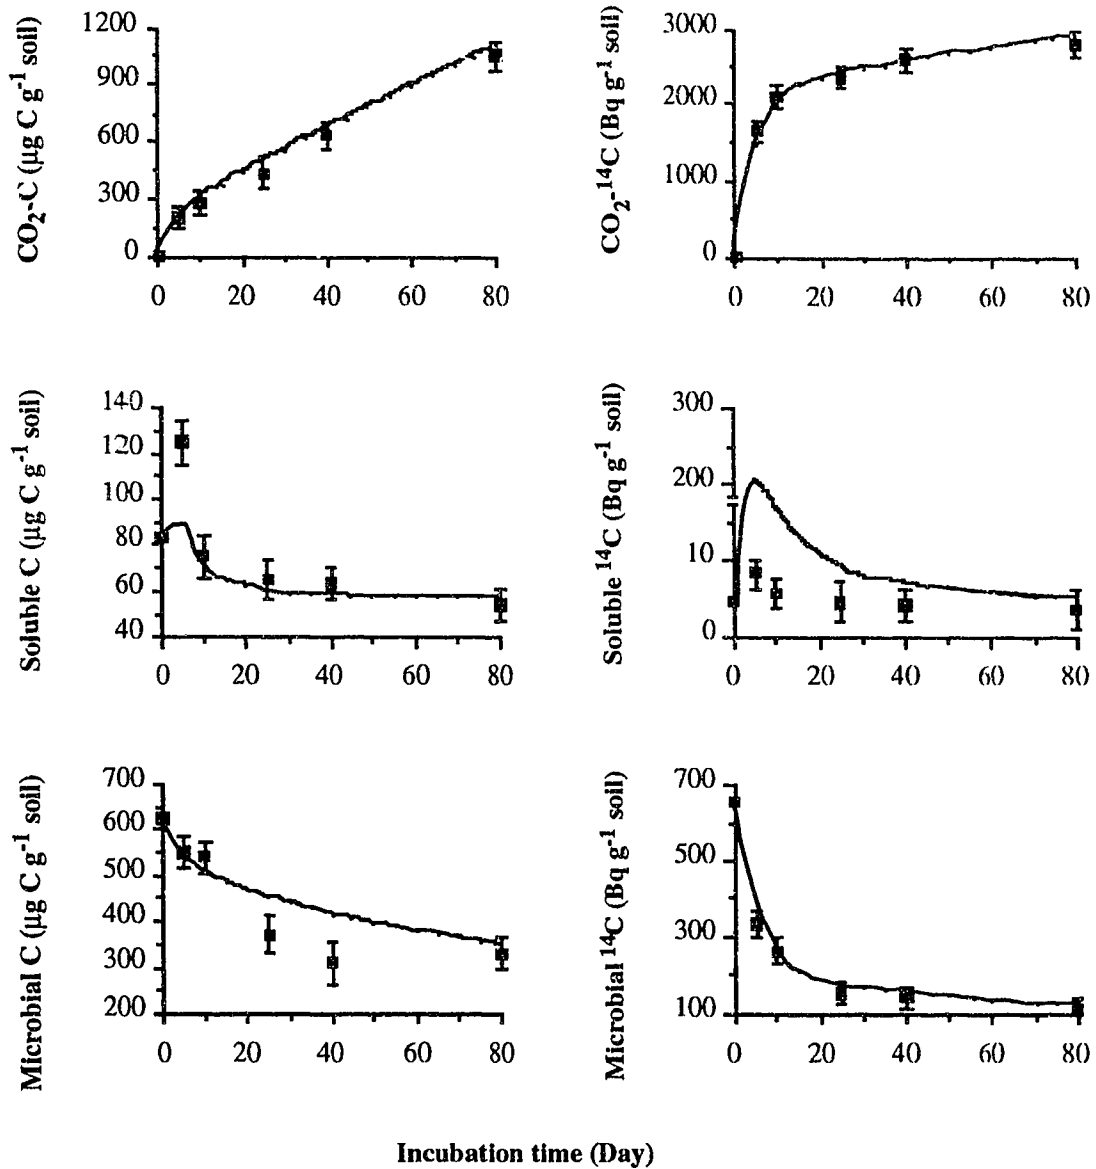 CO2-C (µg C g-1 soil)
1200
900
600
300
0
0 20 40 60 80
CO2-14C (Bq g-1 soil)
3000
2000
1000
0
0 20 40 60 80
Soluble C (µg C g-1 soil)
140
120
100
80
60
40
0 20 40 60 80
Soluble 14C (Bq g-1 soil)
300
200
10
0
0 20 40 60 80
Microbial C (µg C g-1 soil)
700
600
500
400
300
200
0 20 40 60 80
Microbial 14C (Bq g-1 soil)
700
500
300
100
0 20 40 60 80
Incubation time (Day)